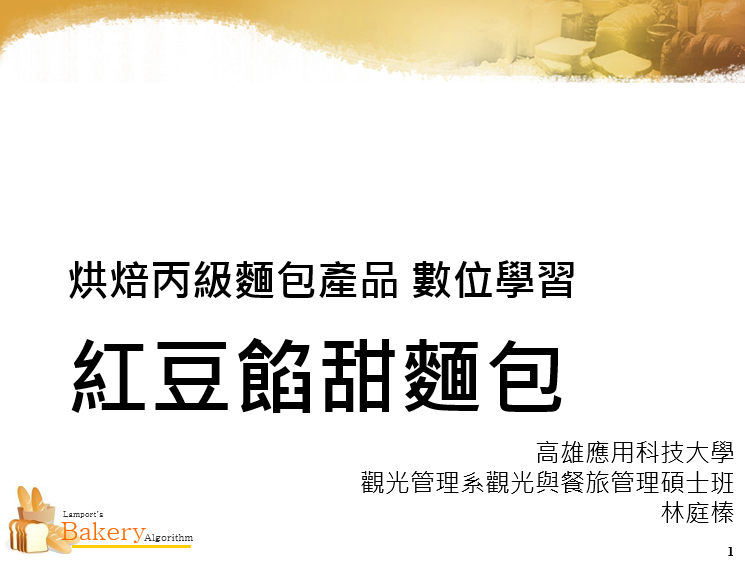 烘焙丙級麵包產品 數位學習
紅豆餡甜麵包
高雄應用科技大學
觀光管理系觀光與餐旅管理碩士班
林庭榛
Lamport's
BakeryAlgorithm
1